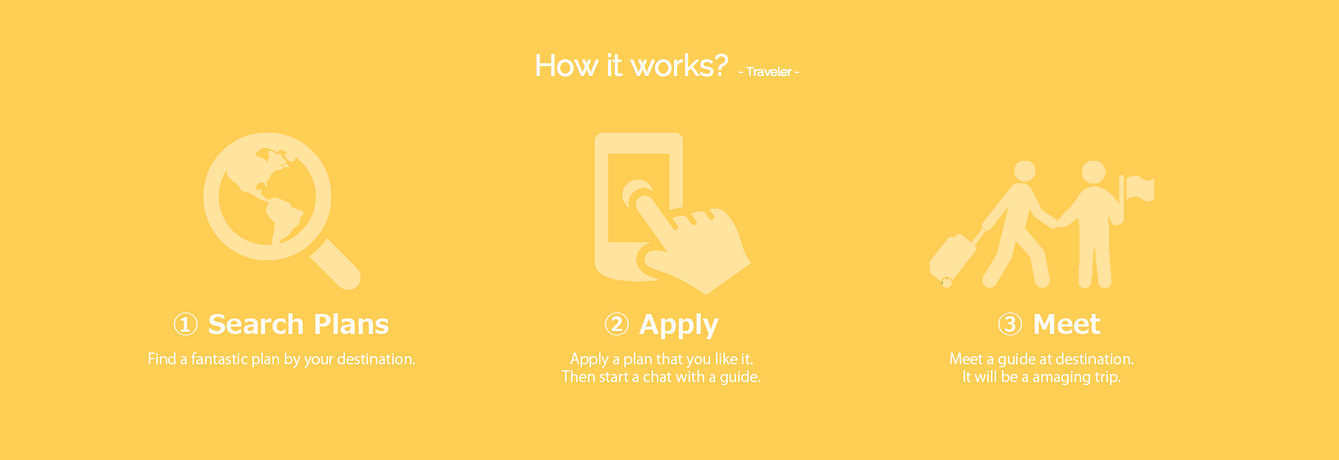 How it works? - Traveler -
① Search Plans
Find a fantastic plan by your destination.
② Apply
Apply a plan that you like it.
Then start a chat with a guide.
③ Meet
Meet a guide at destination.
It will be a amaging trip.